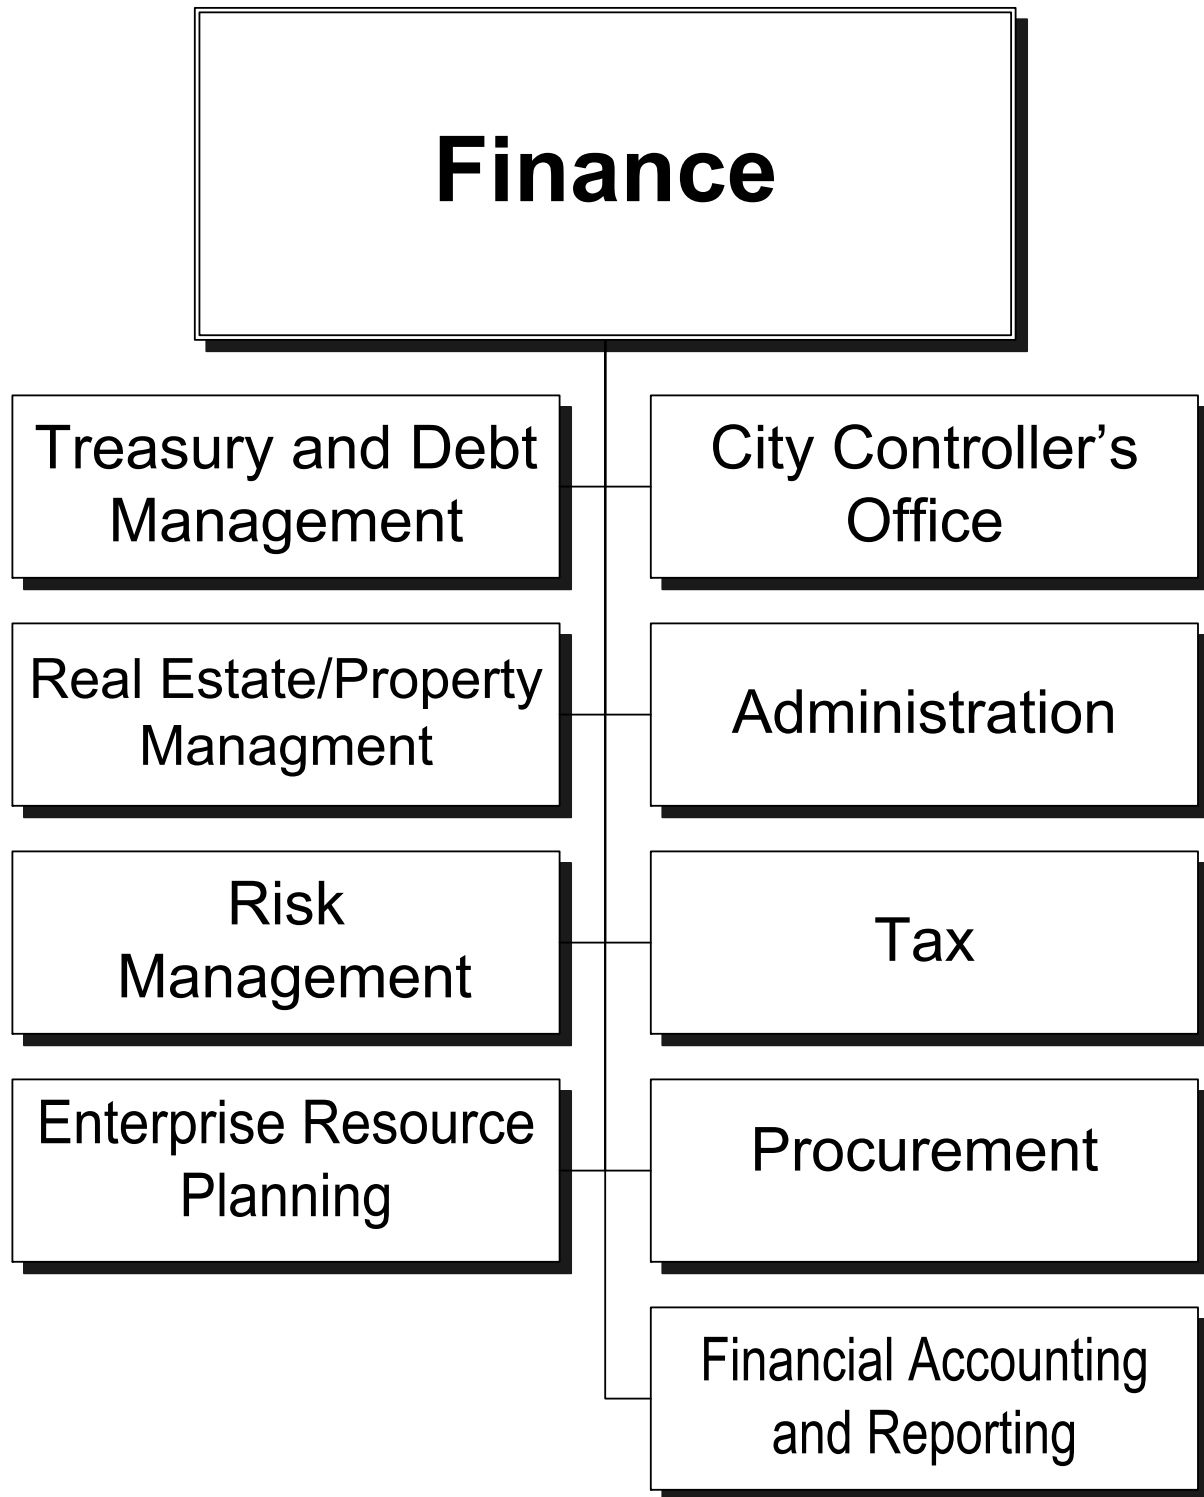 Finance
Treasury and Debt
Management
City Controller’s
Office
Real Estate/Property
Managment
Administration
Risk
Management
Tax
Enterprise Resource
Planning
Procurement
Financial Accounting
and Reporting